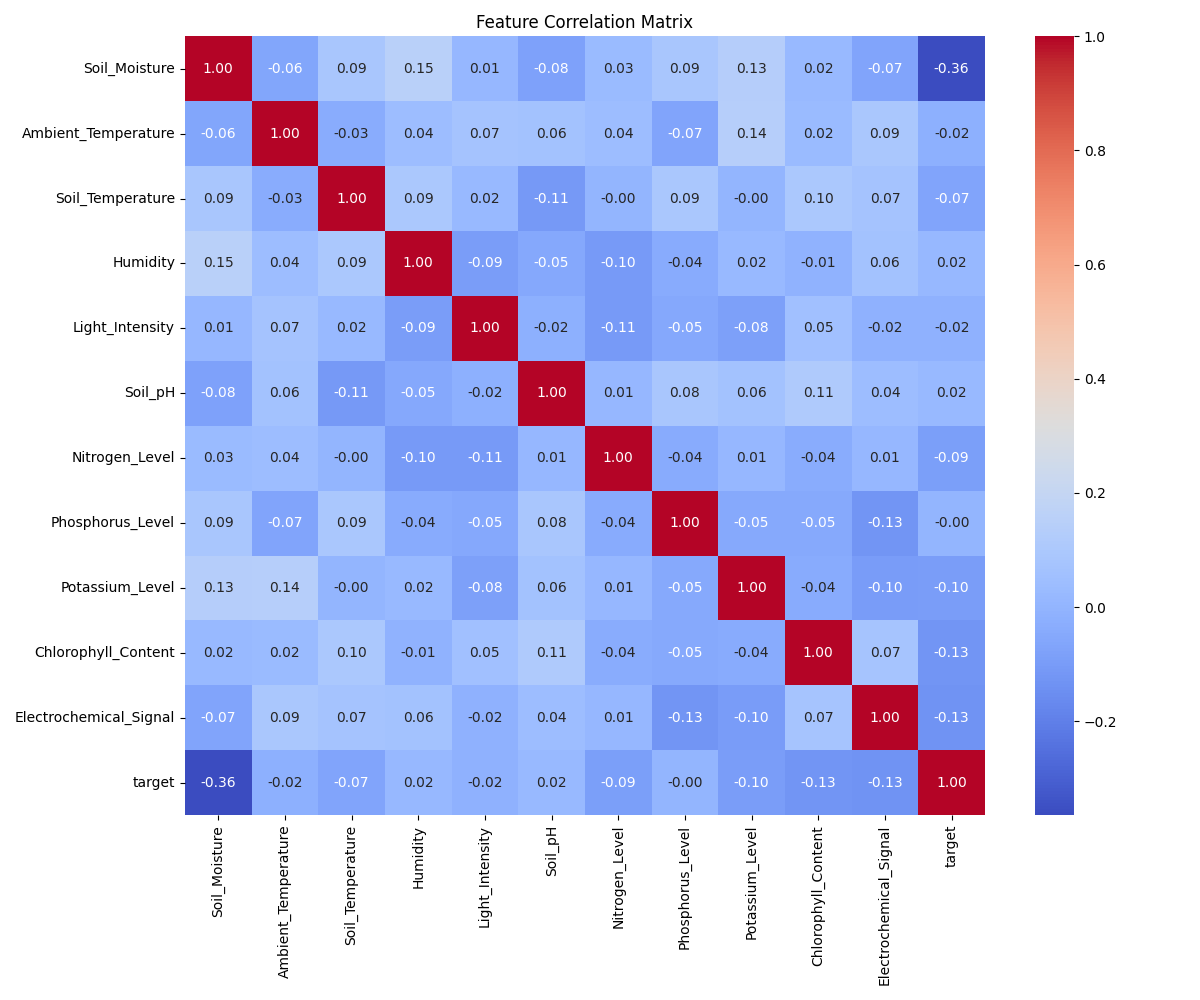 Feature Correlation Matrix
Soil_Moisture 1.00 -0.06 0.09 0.15 0.01 -0.08 0.03 0.09 0.13 0.02 -0.07 -0.36
Ambient_Temperature -0.06 1.00 -0.03 0.04 0.07 0.06 0.04 -0.07 0.14 0.02 0.09 -0.02
Soil_Temperature 0.09 -0.03 1.00 0.09 0.02 -0.11 -0.00 0.09 -0.00 0.10 0.07 -0.07
Humidity 0.15 0.04 0.09 1.00 -0.09 -0.05 -0.10 -0.04 0.02 -0.01 0.06 0.02
Light_Intensity 0.01 0.07 0.02 -0.09 1.00 -0.02 -0.11 -0.05 -0.08 0.05 -0.02 -0.02
Soil_pH -0.08 0.06 -0.11 -0.05 -0.02 1.00 0.01 0.08 0.06 0.11 0.04 0.02
Nitrogen_Level 0.03 0.04 -0.00 -0.10 -0.11 0.01 1.00 -0.04 0.01 -0.04 0.01 -0.09
Phosphorus_Level 0.09 -0.07 0.09 -0.04 -0.05 0.08 -0.04 1.00 -0.05 -0.05 -0.13 -0.00
Potassium_Level 0.13 0.14 -0.00 0.02 -0.08 0.06 0.01 -0.05 1.00 -0.04 -0.10 -0.10
Chlorophyll_Content 0.02 0.02 0.10 -0.01 0.05 0.11 -0.04 -0.05 -0.04 1.00 0.07 -0.13
Electrochemical_Signal -0.07 0.09 0.07 0.06 -0.02 0.04 0.01 -0.13 -0.10 0.07 1.00 -0.13
target -0.36 -0.02 -0.07 0.02 -0.02 0.02 -0.09 -0.00 -0.10 -0.13 -0.13 1.00
Soil_Moisture
Ambient_Temperature
Soil_Temperature
Humidity
Light_Intensity
Soil_pH
Nitrogen_Level
Phosphorus_Level
Potassium_Level
Chlorophyll_Content
Electrochemical_Signal
target
1.0
0.8
0.6
0.4
0.2
0.0
-0.2